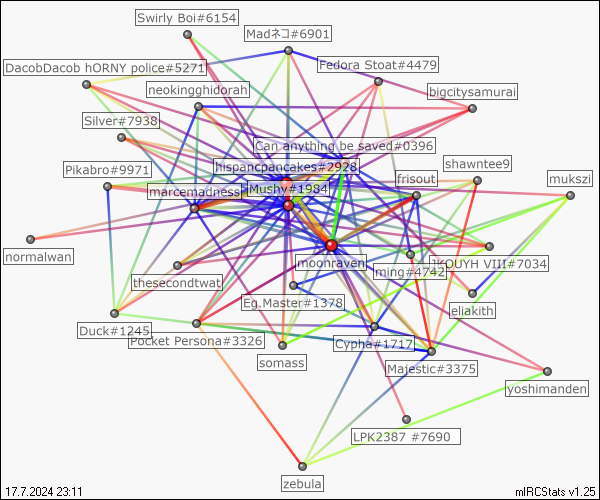 Swirly Boi#6154
Madネコ#6901
DacobDacob hORNY police#5271
Fedora Stoat#4479
neokingghidorah
bigcitysamurai
Silver#7938
Can anything be saved#0396
hispancpancakes#2928
shawntee9
Pikabro#9971
marcemadness
Mushy#1984
frisout
mukszi
normalwan
moonraven
ming#4742
JKOUYH VIII#7034
thesecondtwat
Eg.Master#1378
eliakith
Duck#1245
Pocket Persona#3326
somass
Cypha#1717
Majestic#3375
yoshimanden
LPK2387 #7690
zebula
17.7.2024 23:11
mIRCStats v1.25